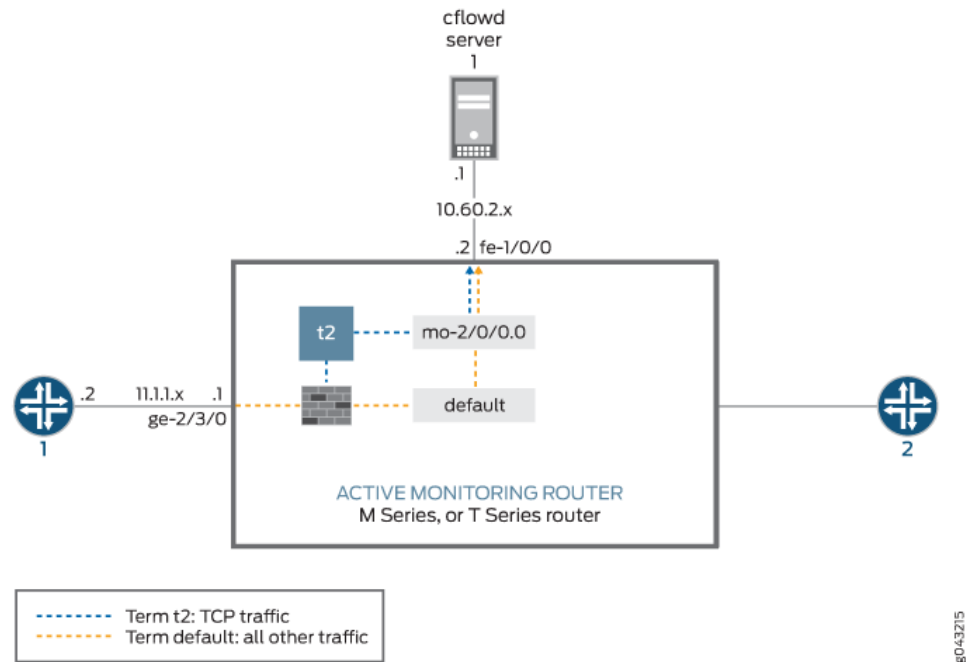 cflowd
server
1
.1
10.60.2.x
.2 fe-1/0/0
t2
mo-2/0/0.0
.2 11.1.1.x .1
ge-2/3/0
default
1
2
ACTIVE MONITORING ROUTER
M Series, or T Series router
Term t2: TCP traffic
Term default: all other traffic
g043215